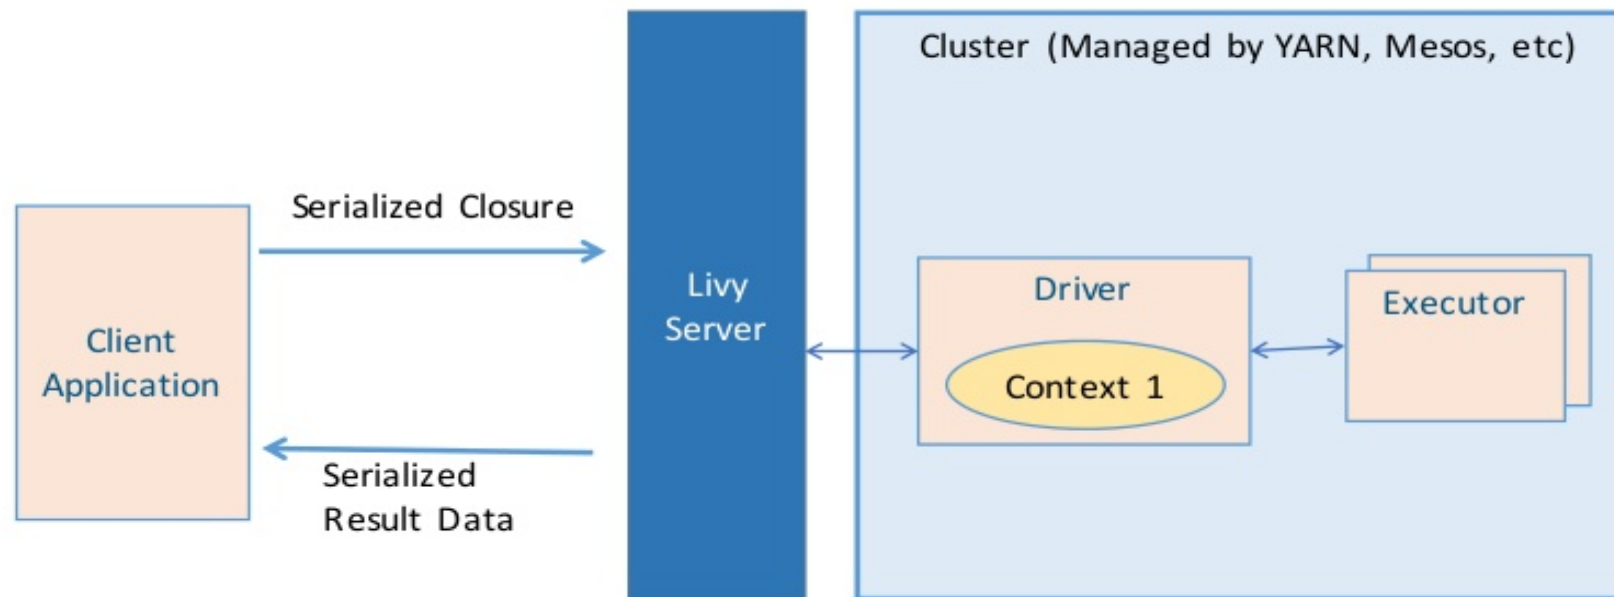 Cluster (Managed by YARN, Mesos, etc)
Serialized Closure
Client
Application
Serialized
Result Data
Livy
Server
Driver
Context 1
Executor